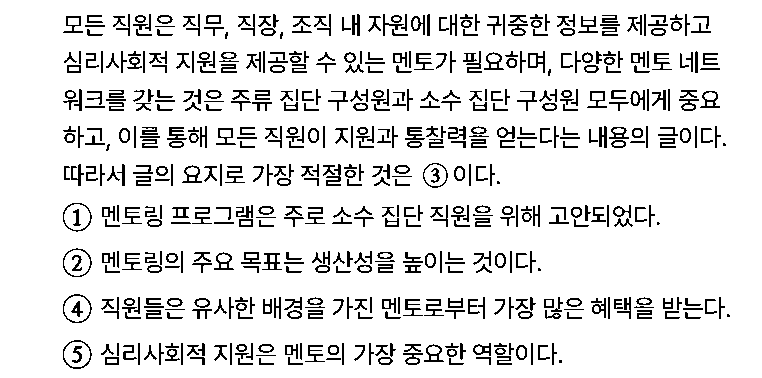 모든 직원은 직무, 직장, 조직 내 자원에 대한 귀중한 정보를 제공하고
심리사회적 지원을 제공할 수 있는 멘토가 필요하며, 다양한 멘토 네트
워크를 갖는 것은 주류 집단 구성원과 소수 집단 구성원 모두에게 중요
하고, 이를 통해 모든 직원이 지원과 통찰력을 얻는다는 내용의 글이다.
따라서 글의 요지로 가장 적절한 것은 ③이다.
① 멘토링 프로그램은 주로 소수 집단 직원을 위해 고안되었다.
② 멘토링의 주요 목표는 생산성을 높이는 것이다.
④ 직원들은 유사한 배경을 가진 멘토로부터 가장 많은 혜택을 받는다.
⑤ 심리사회적 지원은 멘토의 가장 중요한 역할이다.